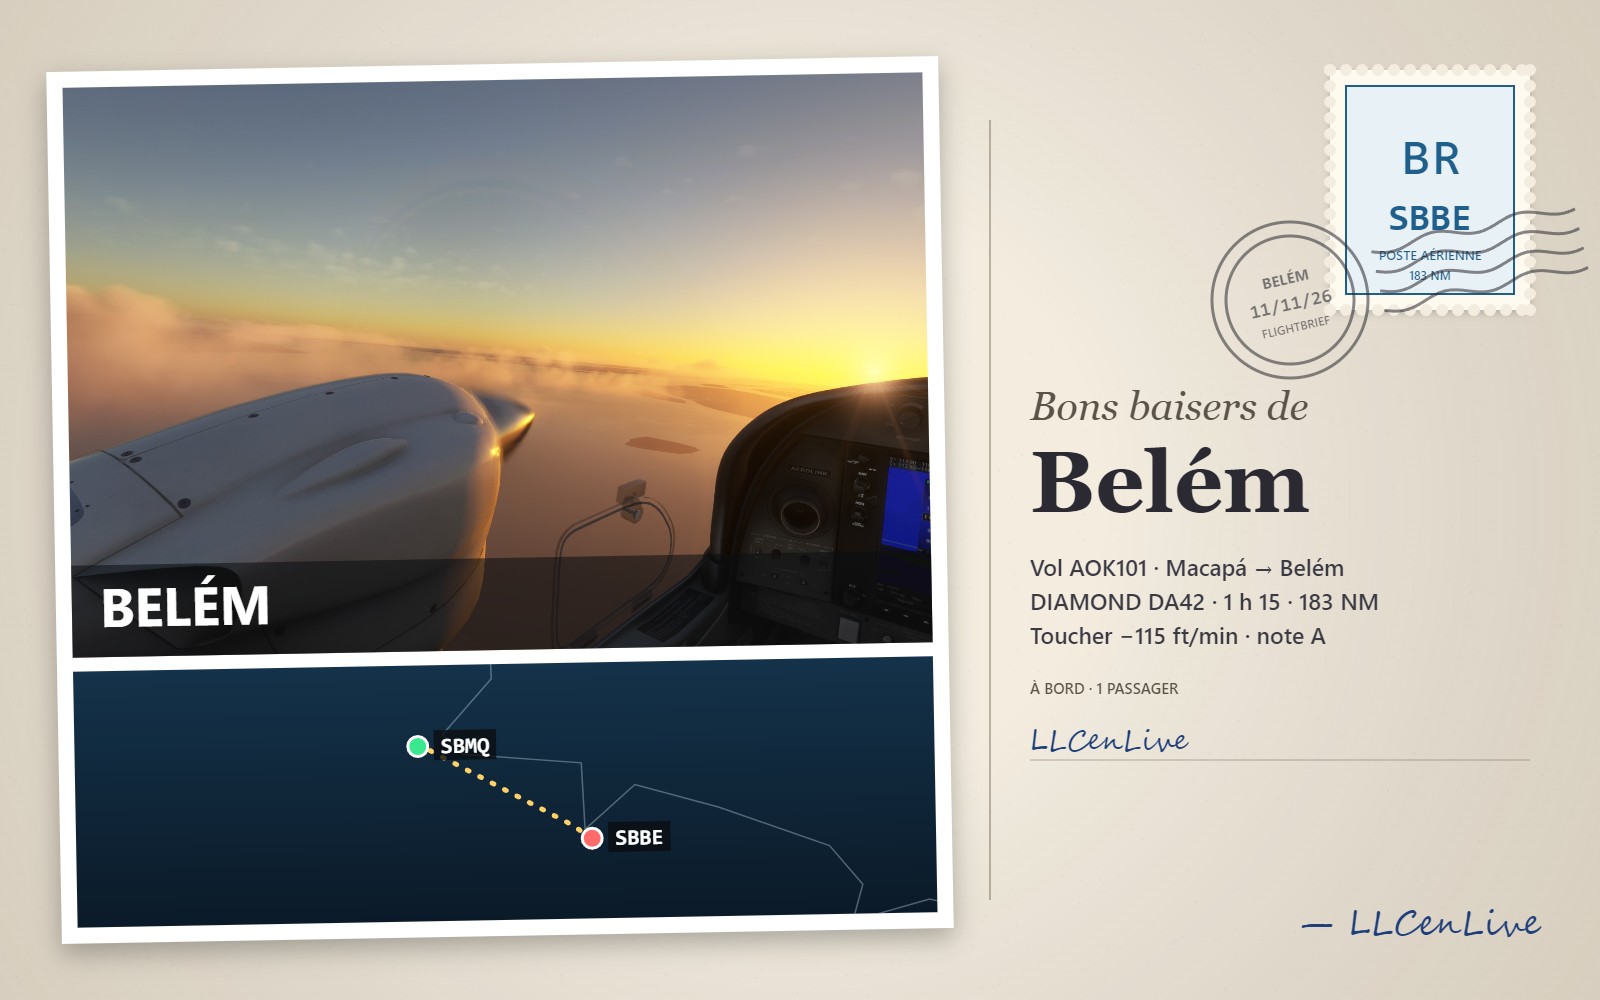 BELÉM
SBMQ
SBBE
BR
SBBE
POSTE AÉRIENNE
183 NM
BELÉM
11/11/26
FLIGHTBRIEF
Bons baisers de
Belém
Vol AOK101 · Macapá → Belém
DIAMOND DA42 · 1 h 15 · 183 NM
Toucher −115 ft/min · note A
À BORD · 1 PASSAGER
LLCenLive
— LLCenLive